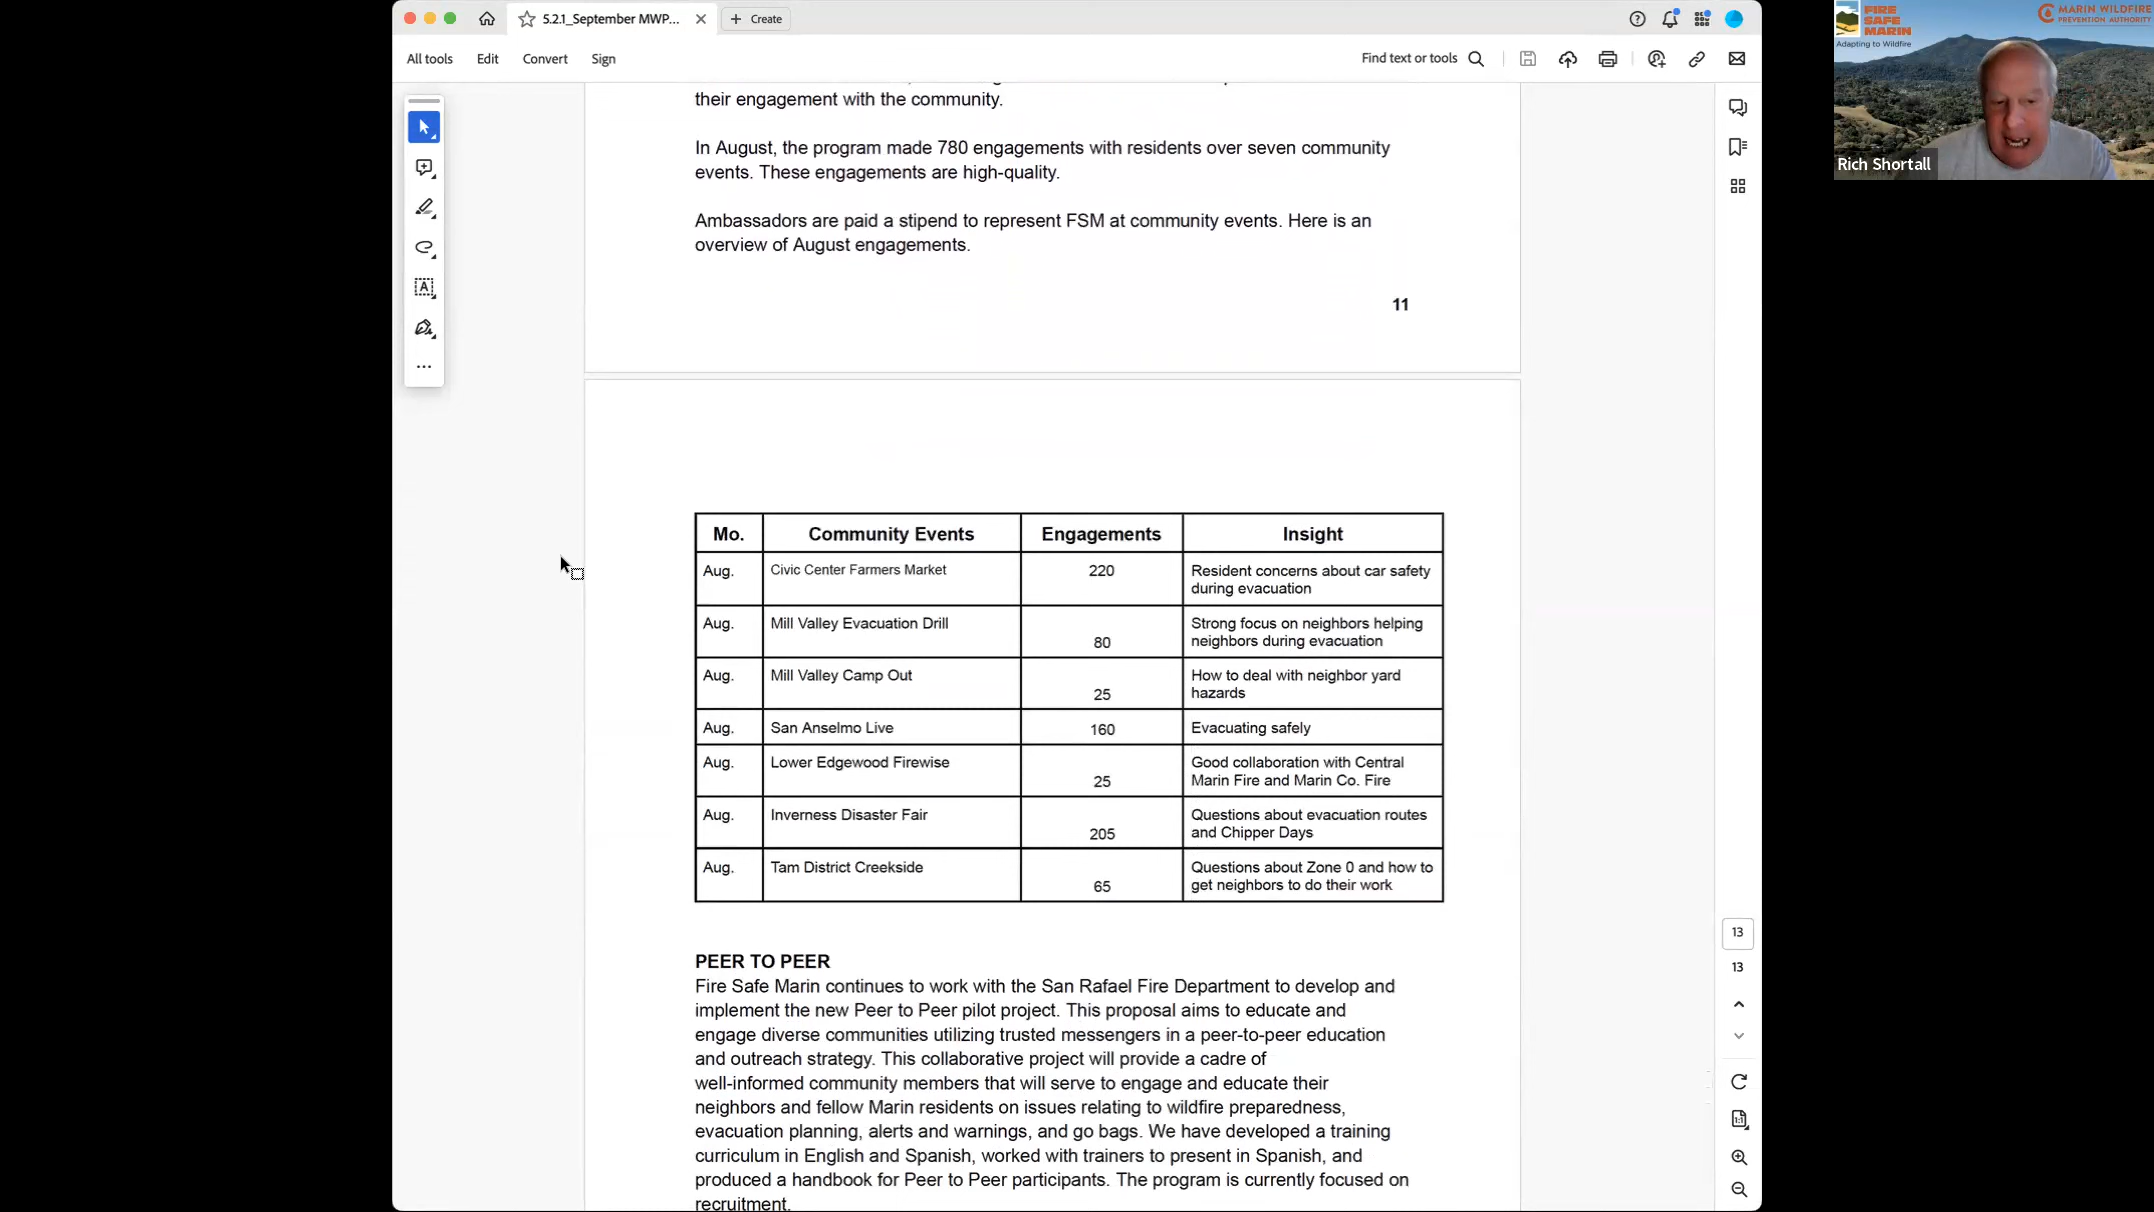 5.2.1_September MWP...
Create
All tools
Edit
Convert
Sign
Find text or tools
their engagement with the community.
In August, the program made 780 engagements with residents over seven community
events. These engagements are high-quality.
Ambassadors are paid a stipend to represent FSM at community events. Here is an
overview of August engagements.
11
Mo. Community Events Engagements Insight
Aug. Civic Center Farmers Market 220 Resident concerns about car safety
during evacuation
Aug. Mill Valley Evacuation Drill 80 Strong focus on neighbors helping
neighbors during evacuation
Aug. Mill Valley Camp Out 25 How to deal with neighbor yard
hazards
Aug. San Anselmo Live 160 Evacuating safely
Aug. Lower Edgewood Firewise 25 Good collaboration with Central
Marin Fire and Marin Co. Fire
Aug. Inverness Disaster Fair 205 Questions about evacuation routes
and Chipper Days
Aug. Tam District Creekside 65 Questions about Zone 0 and how to
get neighbors to do their work
PEER TO PEER
Fire Safe Marin continues to work with the San Rafael Fire Department to develop and
implement the new Peer to Peer pilot project. This proposal aims to educate and
engage diverse communities utilizing trusted messengers in a peer-to-peer education
and outreach strategy. This collaborative project will provide a cadre of
well-informed community members that will serve to engage and educate their
neighbors and fellow Marin residents on issues relating to wildfire preparedness,
evacuation planning, alerts and warnings, and go bags. We have developed a training
curriculum in English and Spanish, worked with trainers to present in Spanish, and
produced a handbook for Peer to Peer participants. The program is currently focused on
recruitment.
13
13
FIRE
SAFE
MARIN
Adapting to Wildfire
MARIN WILDFIRE
PREVENTION AUTHORITY
Rich Shortall